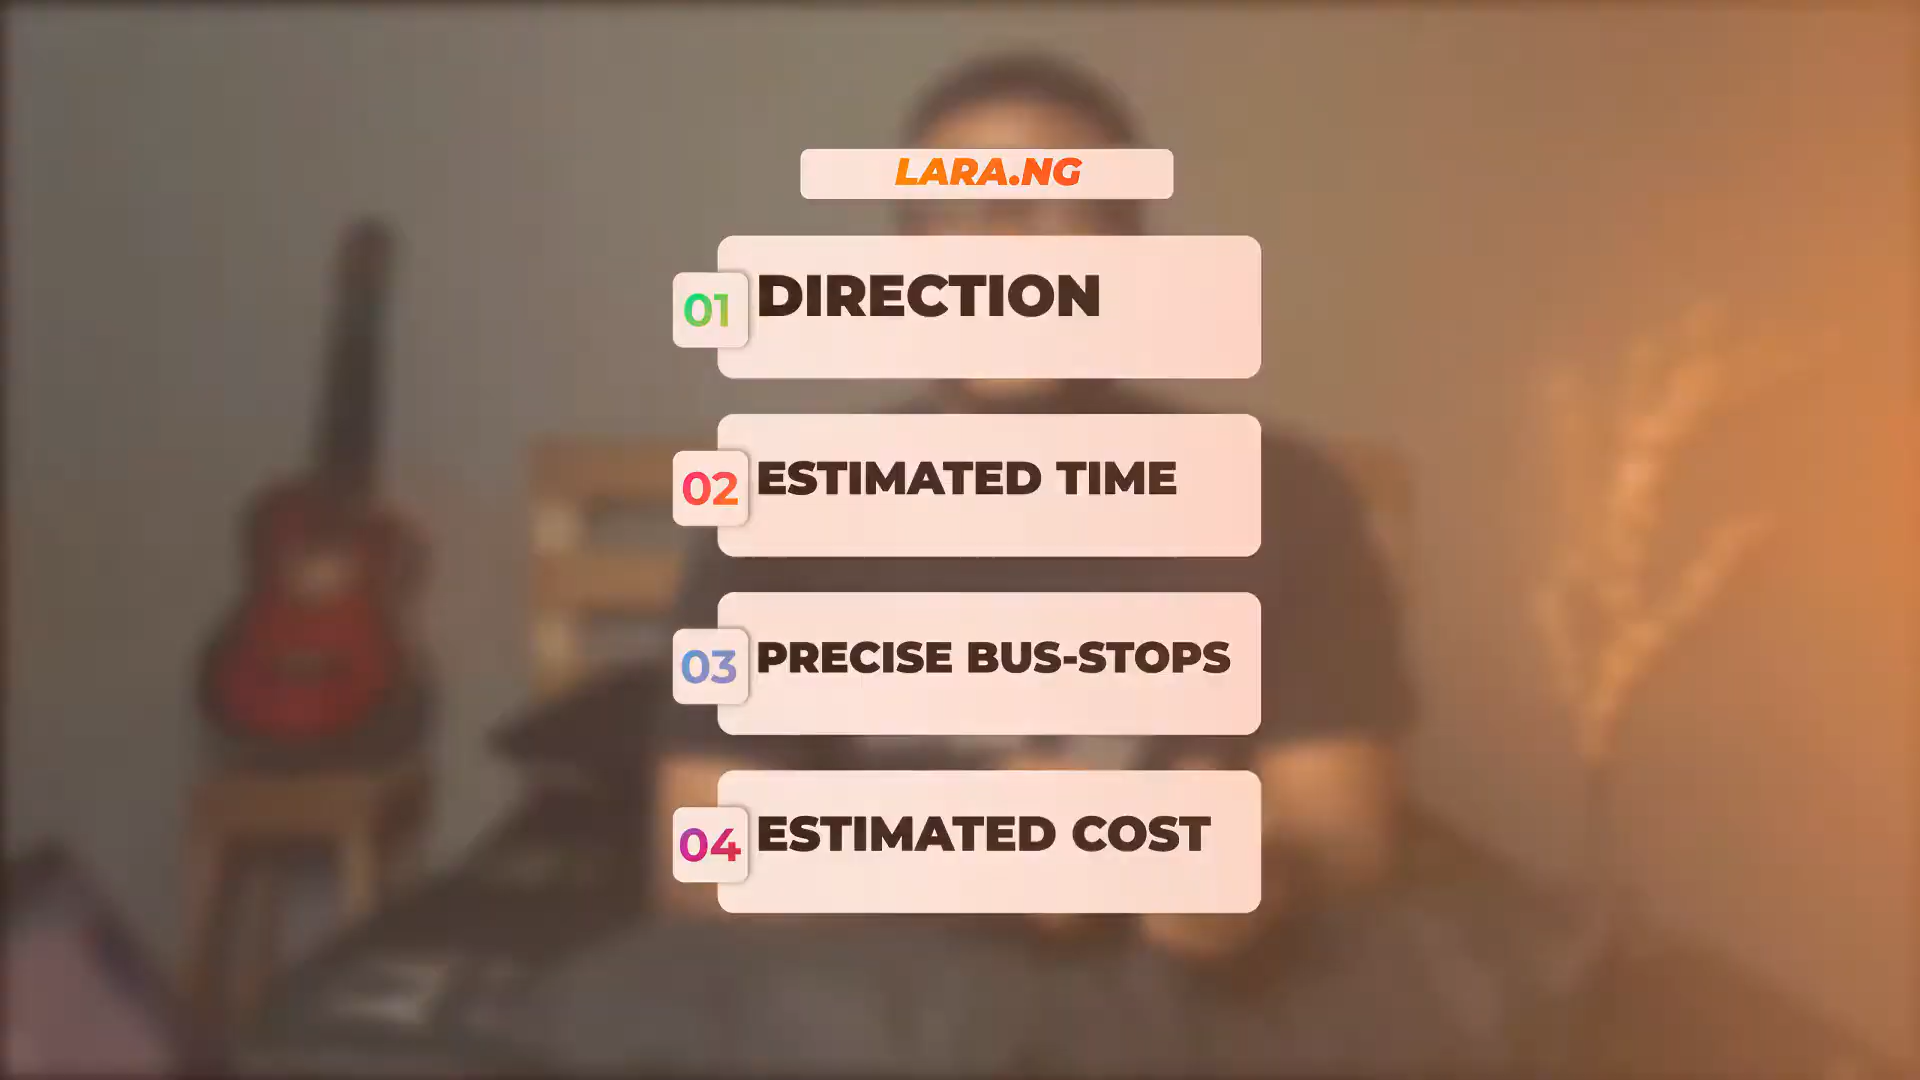 LARA.NG
01 DIRECTION
02 ESTIMATED TIME
03 PRECISE BUS-STOPS
04 ESTIMATED COST